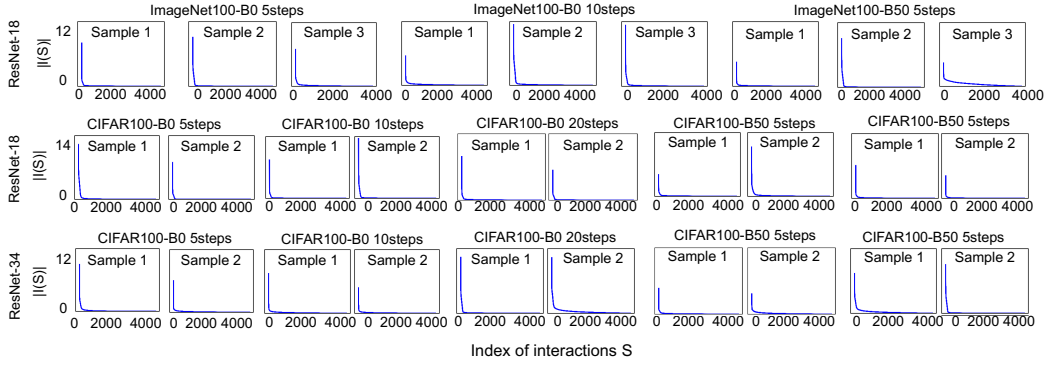 ImageNet100-B0 5steps ImageNet100-B0 10steps ImageNet100-B50 5steps
ResNet-18
|I(S)|
12
0
Sample 1 Sample 2 Sample 3 Sample 1 Sample 2 Sample 3 Sample 1 Sample 2 Sample 3
0 2000 4000 0 2000 4000 0 2000 4000 0 2000 4000 0 2000 4000 0 2000 4000 0 2000 4000 0 2000 4000 0 2000 4000
CIFAR100-B0 5steps CIFAR100-B0 10steps CIFAR100-B0 20steps CIFAR100-B50 5steps CIFAR100-B50 5steps
ResNet-18
|I(S)|
14
0
Sample 1 Sample 2 Sample 1 Sample 2 Sample 1 Sample 2 Sample 1 Sample 2 Sample 1 Sample 2
0 2000 4000 0 2000 4000 0 2000 4000 0 2000 4000 0 2000 4000 0 2000 4000 0 2000 4000 0 2000 4000 0 2000 4000 0 2000 4000
CIFAR100-B0 5steps CIFAR100-B0 10steps CIFAR100-B0 20steps CIFAR100-B50 5steps CIFAR100-B50 5steps
ResNet-34
|I(S)|
12
0
Sample 1 Sample 2 Sample 1 Sample 2 Sample 1 Sample 2 Sample 1 Sample 2 Sample 1 Sample 2
0 2000 4000 0 2000 4000 0 2000 4000 0 2000 4000 0 2000 4000 0 2000 4000 0 2000 4000 0 2000 4000 0 2000 4000 0 2000 4000
Index of interactions S